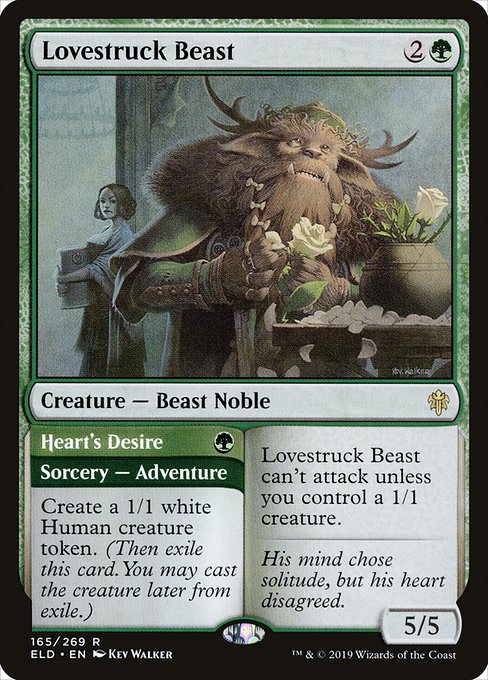 Lovestruck Beast 2
KEV. WALKER
Creature — Beast Noble
Heart's Desire
Sorcery — Adventure
Create a 1/1 white
Human creature
token. (Then exile
this card. You may cast
the creature later from
exile.)
Lovestruck Beast
can't attack unless
you control a 1/1
creature.
His mind chose
solitude, but his heart
disagreed.
5/5
165/269 R
ELD • EN Kev Walker
™ & © 2019 Wizards of the Coast